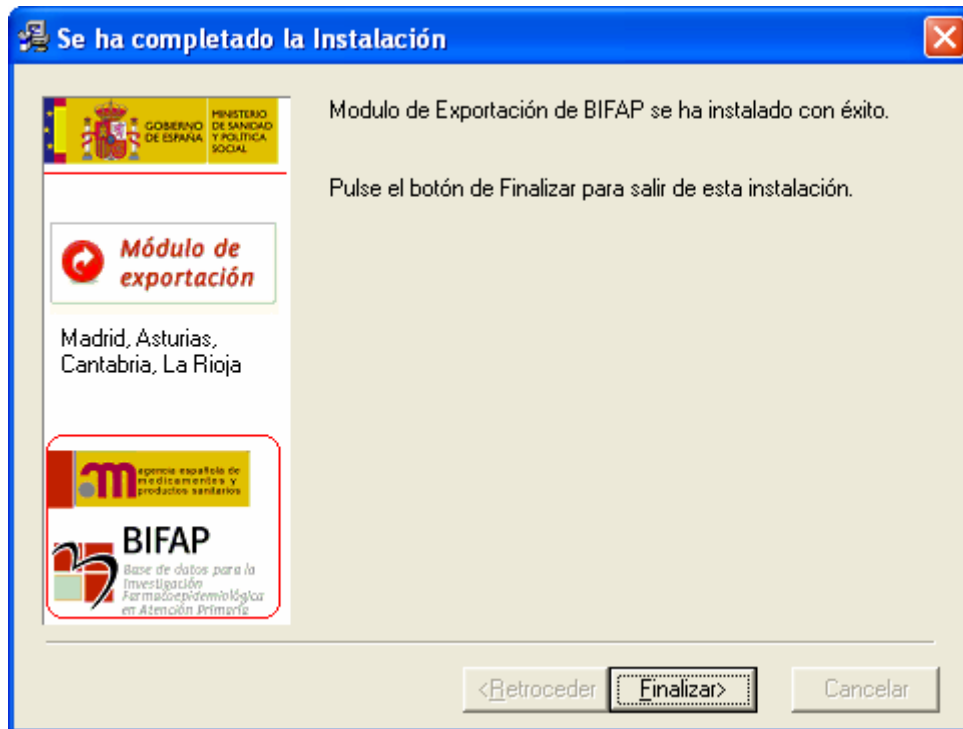 Se ha completado la Instalación
GOBIERNO
DE ESPAÑA
MINISTERIO
DE SANIDAD
Y POLÍTICA
SOCIAL
Modulo de Exportación de BIFAP se ha instalado con éxito.
Pulse el botón de Finalizar para salir de esta instalación.
Módulo de
exportación
Madrid, Asturias,
Cantabria, La Rioja
agencia española de
medicamentos y
productos sanitarios
BIFAP
Base de datos para la
Investigación
Farmacoepidemiológica
en Atención Primaria
<Retroceder
Finalizar>
Cancelar